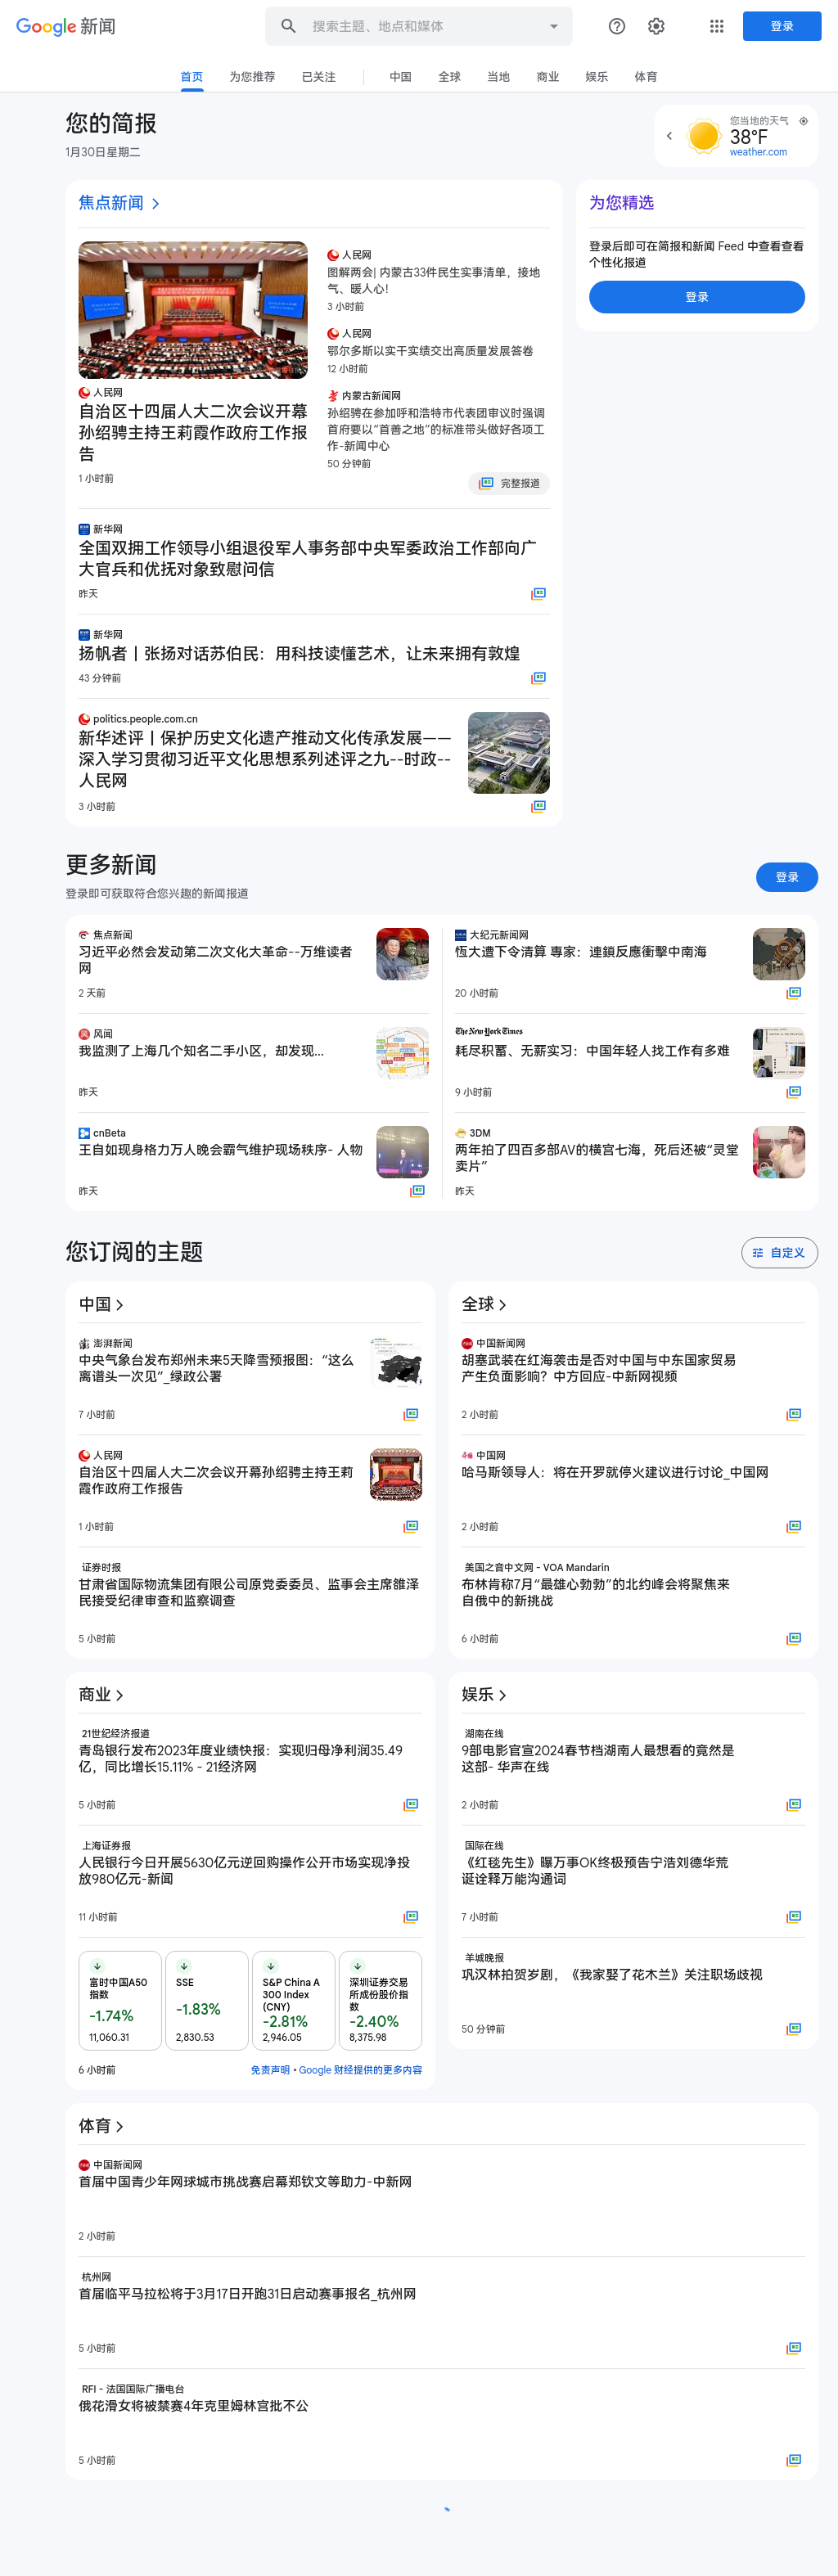 Google 新闻
搜索主题、地点和媒体
登录
首页
为您推荐
已关注
中国
全球
当地
商业
娱乐
体育
您的简报
1月30日星期二
您当地的天气
38°F
weather.com
焦点新闻
人民网
自治区十四届人大二次会议开幕
孙绍骋主持王莉霞作政府工作报
告
1 小时前
人民网
图解两会| 内蒙古33件民生实事清单，接地
气、暖人心！
3 小时前
人民网
鄂尔多斯以实干实绩交出高质量发展答卷
12 小时前
内蒙古新闻网
孙绍骋在参加呼和浩特市代表团审议时强调
首府要以“首善之地”的标准带头做好各项工
作-新闻中心
50 分钟前
完整报道
新华网
全国双拥工作领导小组退役军人事务部中央军委政治工作部向广
大官兵和优抚对象致慰问信
昨天
新华网
扬帆者丨张扬对话苏伯民：用科技读懂艺术，让未来拥有敦煌
43 分钟前
politics.people.com.cn
新华述评丨保护历史文化遗产推动文化传承发展——
深入学习贯彻习近平文化思想系列述评之九--时政--
人民网
3 小时前
为您精选
登录后即可在简报和新闻 Feed 中查看查看
个性化报道
登录
更多新闻
登录即可获取符合您兴趣的新闻报道
登录
焦点新闻
习近平必然会发动第二次文化大革命--万维读者
网
2 天前
大纪元新闻网
恆大遭下令清算 專家：連鎖反應衝擊中南海
20 小时前
风闻
我监测了上海几个知名二手小区，却发现...
昨天
The New York Times
耗尽积蓄、无薪实习：中国年轻人找工作有多难
9 小时前
cnBeta
王自如现身格力万人晚会霸气维护现场秩序- 人物
昨天
3DM
两年拍了四百多部AV的横宫七海，死后还被“灵堂
卖片”
昨天
您订阅的主题
自定义
中国
澎湃新闻
中央气象台发布郑州未来5天降雪预报图：“这么
离谱头一次见”_绿政公署
7 小时前
人民网
自治区十四届人大二次会议开幕孙绍骋主持王莉
霞作政府工作报告
1 小时前
证券时报
甘肃省国际物流集团有限公司原党委委员、监事会主席雒泽
民接受纪律审查和监察调查
5 小时前
全球
中国新闻网
胡塞武装在红海袭击是否对中国与中东国家贸易
产生负面影响？中方回应-中新网视频
2 小时前
中国网
哈马斯领导人：将在开罗就停火建议进行讨论_中国网
2 小时前
美国之音中文网 - VOA Mandarin
布林肯称7月“最雄心勃勃”的北约峰会将聚焦来
自俄中的新挑战
6 小时前
商业
21世纪经济报道
青岛银行发布2023年度业绩快报：实现归母净利润35.49
亿，同比增长15.11% - 21经济网
5 小时前
上海证券报
人民银行今日开展5630亿元逆回购操作公开市场实现净投
放980亿元-新闻
11 小时前
富时中国A50
指数
-1.74%
11,060.31
SSE
-1.83%
2,830.53
S&P China A
300 Index
(CNY)
-2.81%
2,946.05
深圳证券交易
所成份股价指
数
-2.40%
8,375.98
6 小时前
免责声明 • Google 财经提供的更多内容
娱乐
湖南在线
9部电影官宣2024春节档湖南人最想看的竟然是
这部- 华声在线
2 小时前
国际在线
《红毯先生》曝万事OK终极预告宁浩刘德华荒
诞诠释万能沟通词
7 小时前
羊城晚报
巩汉林拍贺岁剧，《我家娶了花木兰》关注职场歧视
50 分钟前
体育
中国新闻网
首届中国青少年网球城市挑战赛启幕郑钦文等助力-中新网
2 小时前
杭州网
首届临平马拉松将于3月17日开跑31日启动赛事报名_杭州网
5 小时前
RFI - 法国国际广播电台
俄花滑女将被禁赛4年克里姆林宫批不公
5 小时前